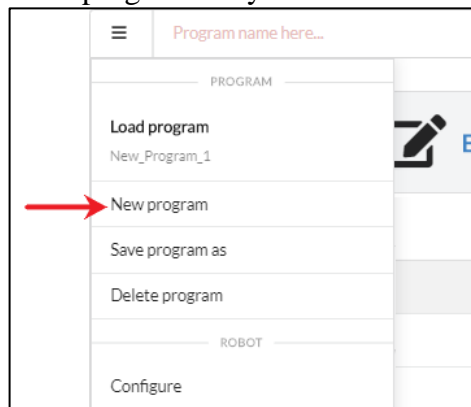 Program name here...
PROGRAM
Load program
New_Program_1
New program
Save program as
Delete program
ROBOT
Configure